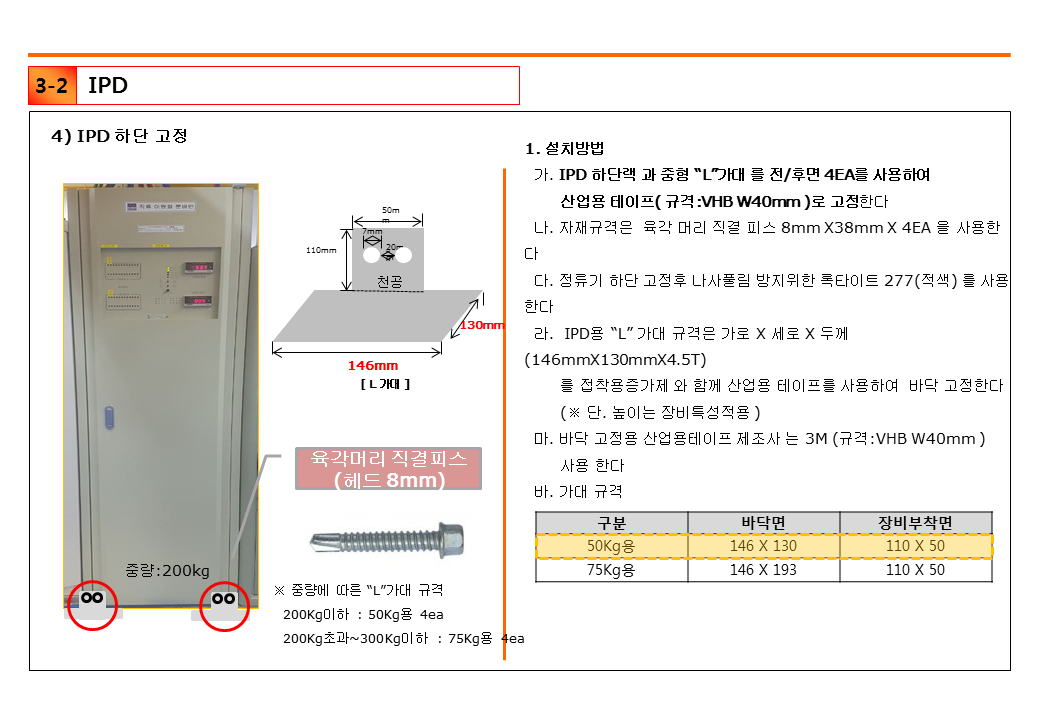 3-2 IPD
4) IPD 하단 고정
직류 이원철 분배반
중량:200kg
50m
m
7mm
20m
110mm
천공
130mm
146mm
[ L 가대 ]
육각머리 직결피스
(헤드 8mm)
※ 중량에 따른 “L”가대 규격
200Kg이하 : 50Kg용 4ea
200Kg초과~300Kg이하 : 75Kg용 4ea
1. 설치방법
가. IPD 하단랙 과 중형 “L”가대 를 전/후면 4EA를 사용하여
산업용 테이프( 규격:VHB W40mm )로 고정한다
나. 자재규격은 육각 머리 직결 피스 8mm X38mm X 4EA 을 사용한
다
다. 정류기 하단 고정후 나사풀림 방지위한 록타이트 277(적색) 를 사용
한다
라. IPD용 “L” 가대 규격은 가로 X 세로 X 두께
(146mmX130mmX4.5T)
를 접착용증가제 와 함께 산업용 테이프를 사용하여 바닥 고정한다
(※ 단. 높이는 장비특성적용 )
마. 바닥 고정용 산업용테이프 제조사 는 3M (규격:VHB W40mm )
사용 한다
바. 가대 규격
구분 바닥면 장비부착면
50Kg용 146 X 130 110 X 50
75Kg용 146 X 193 110 X 50